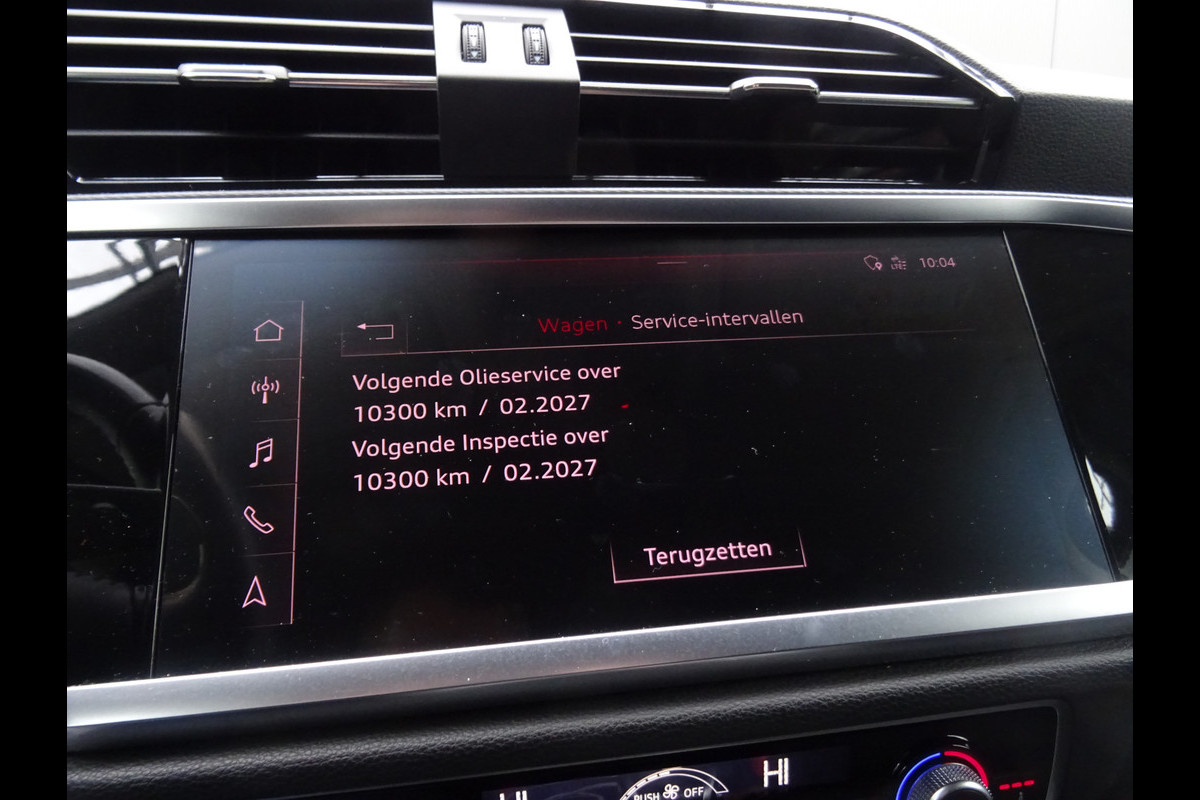 LTE 10:04
Wagen · Service-intervallen
Volgende Olieservice over
10300 km / 02.2027
Volgende Inspectie over
10300 km / 02.2027
Terugzetten
HI
PUSH OFF